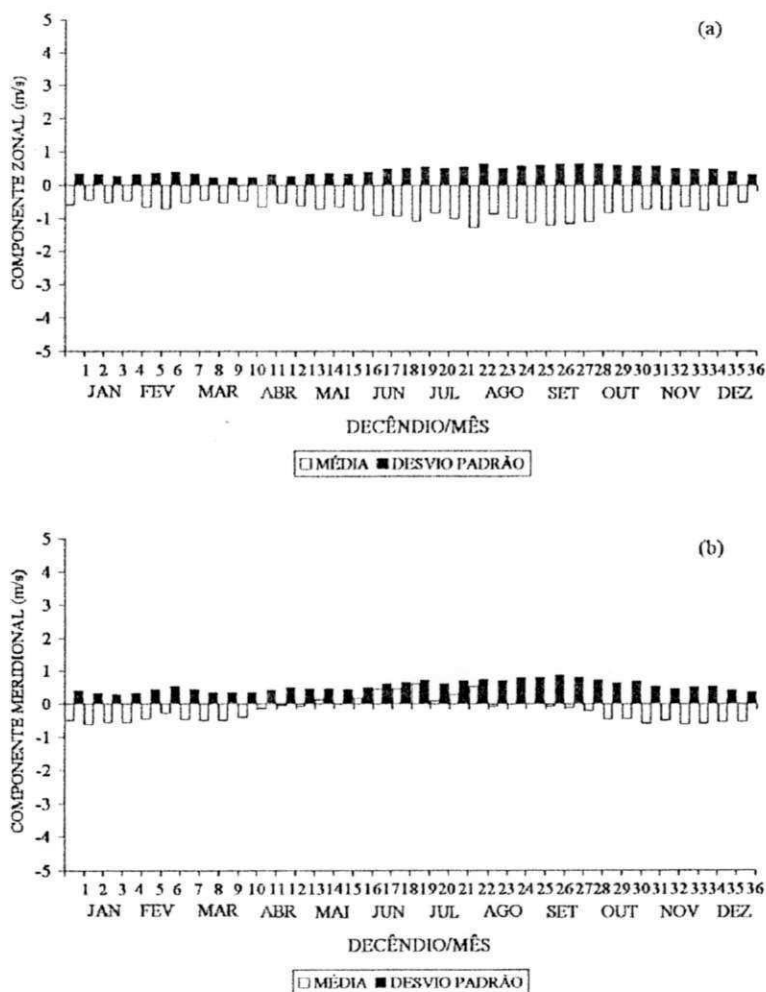 (a)
COMPONENTE ZONAL (m/s)
5
4
3
2
1
0
-1
-2
-3
-4
-5
1 2 3 4 5 6 7 8 9 10 11 12 13 14 15 16 17 18 19 20 21 22 23 24 25 26 27 28 29 30 31 32 33 34 35 36
JAN FEV MAR ABR MAI JUN JUL AGO SET OUT NOV DEZ
DECÊNDIO/MÊS
MÉDIA DESVIO PADRÃO
(b)
COMPONENTE MERIDIONAL (m/s)
5
4
3
2
1
0
-1
-2
-3
-4
-5
1 2 3 4 5 6 7 8 9 10 11 12 13 14 15 16 17 18 19 20 21 22 23 24 25 26 27 28 29 30 31 32 33 34 35 36
JAN FEV MAR ABR MAI JUN JUL AGO SET OUT NOV DEZ
DECÊNDIO/MÊS
MÉDIA DESVIO PADRÃO